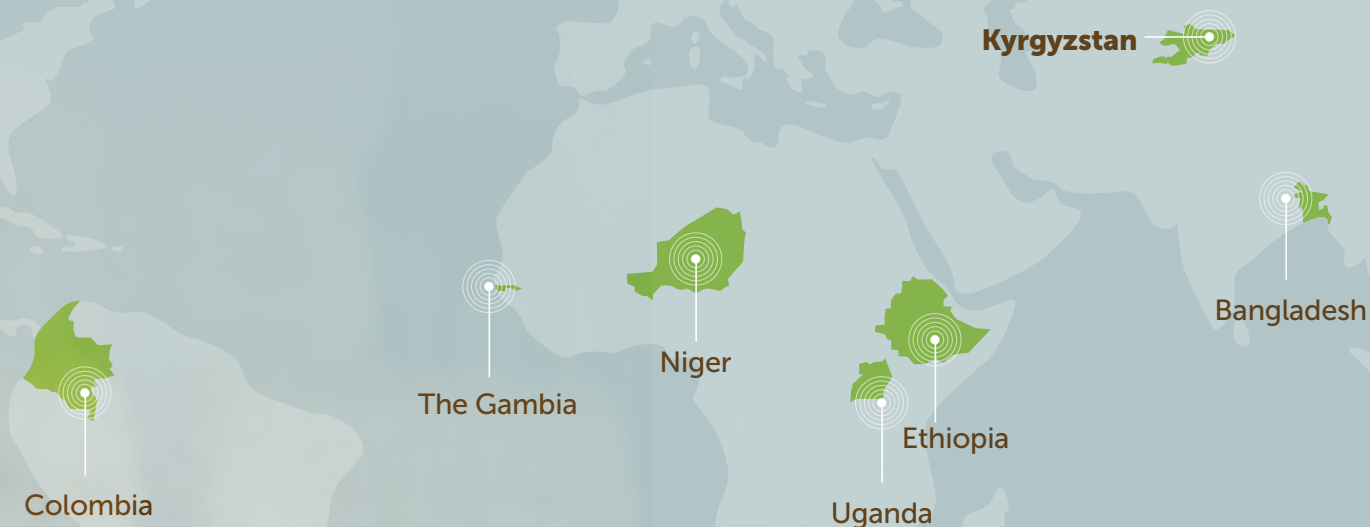 Kyrgyzstan
Bangladesh
Niger
The Gambia
Ethiopia
Colombia
Uganda